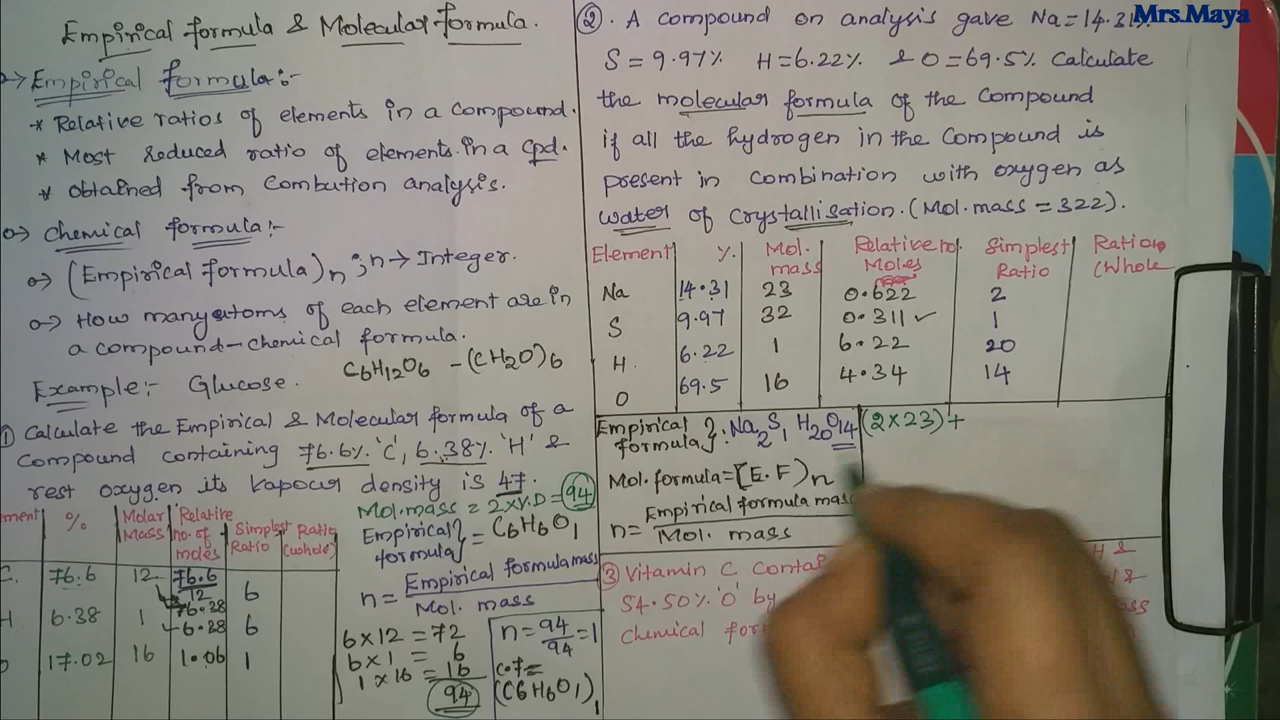 Empirical formula & Molecular formula.
Empirical formula:-
* Relative ratios of elements in a compound.
* Most reduced ratio of elements in a cpd.
* obtained from Combution analysis.
Chemical formula:-
(Empirical formula)n ; n → Integer.
How many atoms of each element are in
a compound - chemical formula.
Example:- Glucose. C6H12O6 - (CH2O)6
① Calculate the Empirical & Molecular formula of a
compound containing 76.6% 'C', 6.38% 'H' &
rest oxygen its vapour density is 47.
Mol.mass = 2 x V.D = 94
ement % Molar Mass Relative no. of moles Simplest Ratio Ratio (whole)
C. 76.6 12 76.6/12 6
6.38
H 6.38 1 6.38 6
17.02 16 1.06 1
Empirical formula} = C6H6O1
n = Empirical formula mass / Mol. mass
6 x 12 = 72
6 x 1 = 6
1 x 16 = 16
94
n = 94/94 = 1
(C6H6O1)1
Mrs.Maya
② . A compound on analysis gave Na = 14.31%
S = 9.97% H = 6.22% & O = 69.5% Calculate
the molecular formula of the Compound
if all the hydrogen in the Compound is
present in combination with oxygen as
water of crystallisation. (Mol. mass = 322).
Element % Mol. mass Relative no. Moles Simplest Ratio Ratio (whole
Na 14.31 23 0.622 2
S 9.97 32 0.311 ✓ 1
H. 6.22 1 6.22 20
O 69.5 16 4.34 14
Empirical formula} : Na2 S1 H20 O14 (2x23) +
Mol. formula = [E.F)n
n = Empirical formula mass / Mol. mass
③ Vitamin C Contai H &
54.50% 'O' by
chemical for